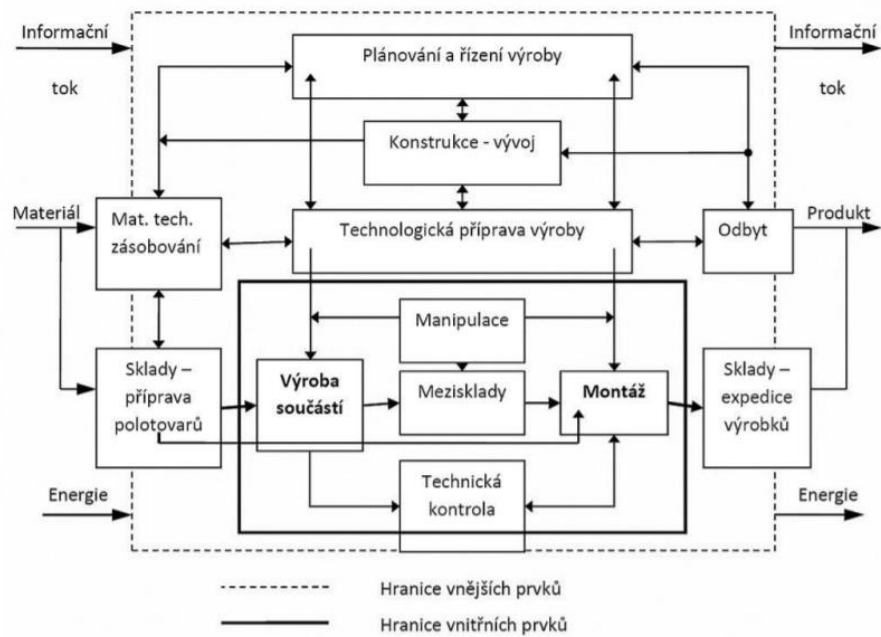 Informační
tok
Plánování a řízení výroby
Informační
tok
Konstrukce - vývoj
Materiál
Mat. tech.
zásobování
Technologická příprava výroby
Odbyt
Produkt
Manipulace
Sklady –
příprava
polotovarů
Výroba
součástí
Mezisklady
Montáž
Sklady –
expedice
výrobků
Technická
kontrola
Energie
Energie
Hranice vnějších prvků
Hranice vnitřních prvků